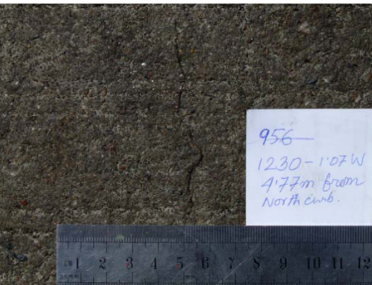 956—
1230-1.07W
4.77m from
North curb.
1 2 3 4 5 6 7 8 9 10 11 12